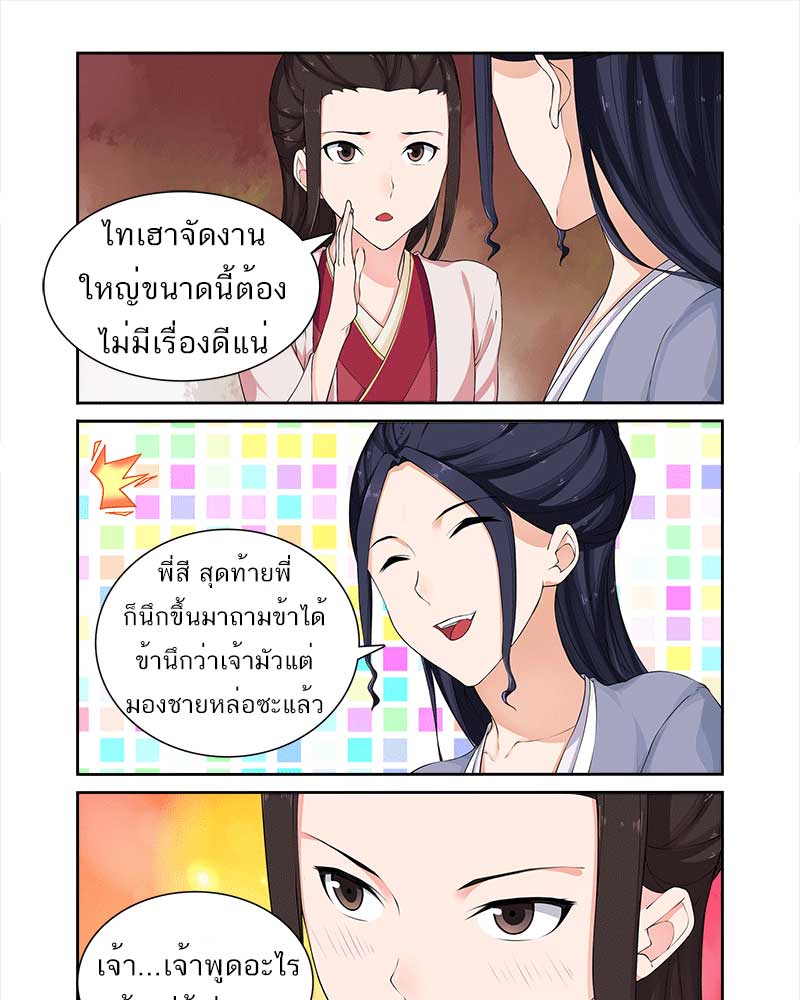 ไทเฮาจัดงาน
ใหญ่ขนาดนี้ต้อง
ไม่มีเรื่องดีแน่
พี่สี สุดท้ายพี่
ก็นึกขึ้นมาถามข้าได้
ข้านึกว่าเจ้ามัวแต่
มองชายหล่อซะแล้ว
เจ้า...เจ้าพูดอะไร